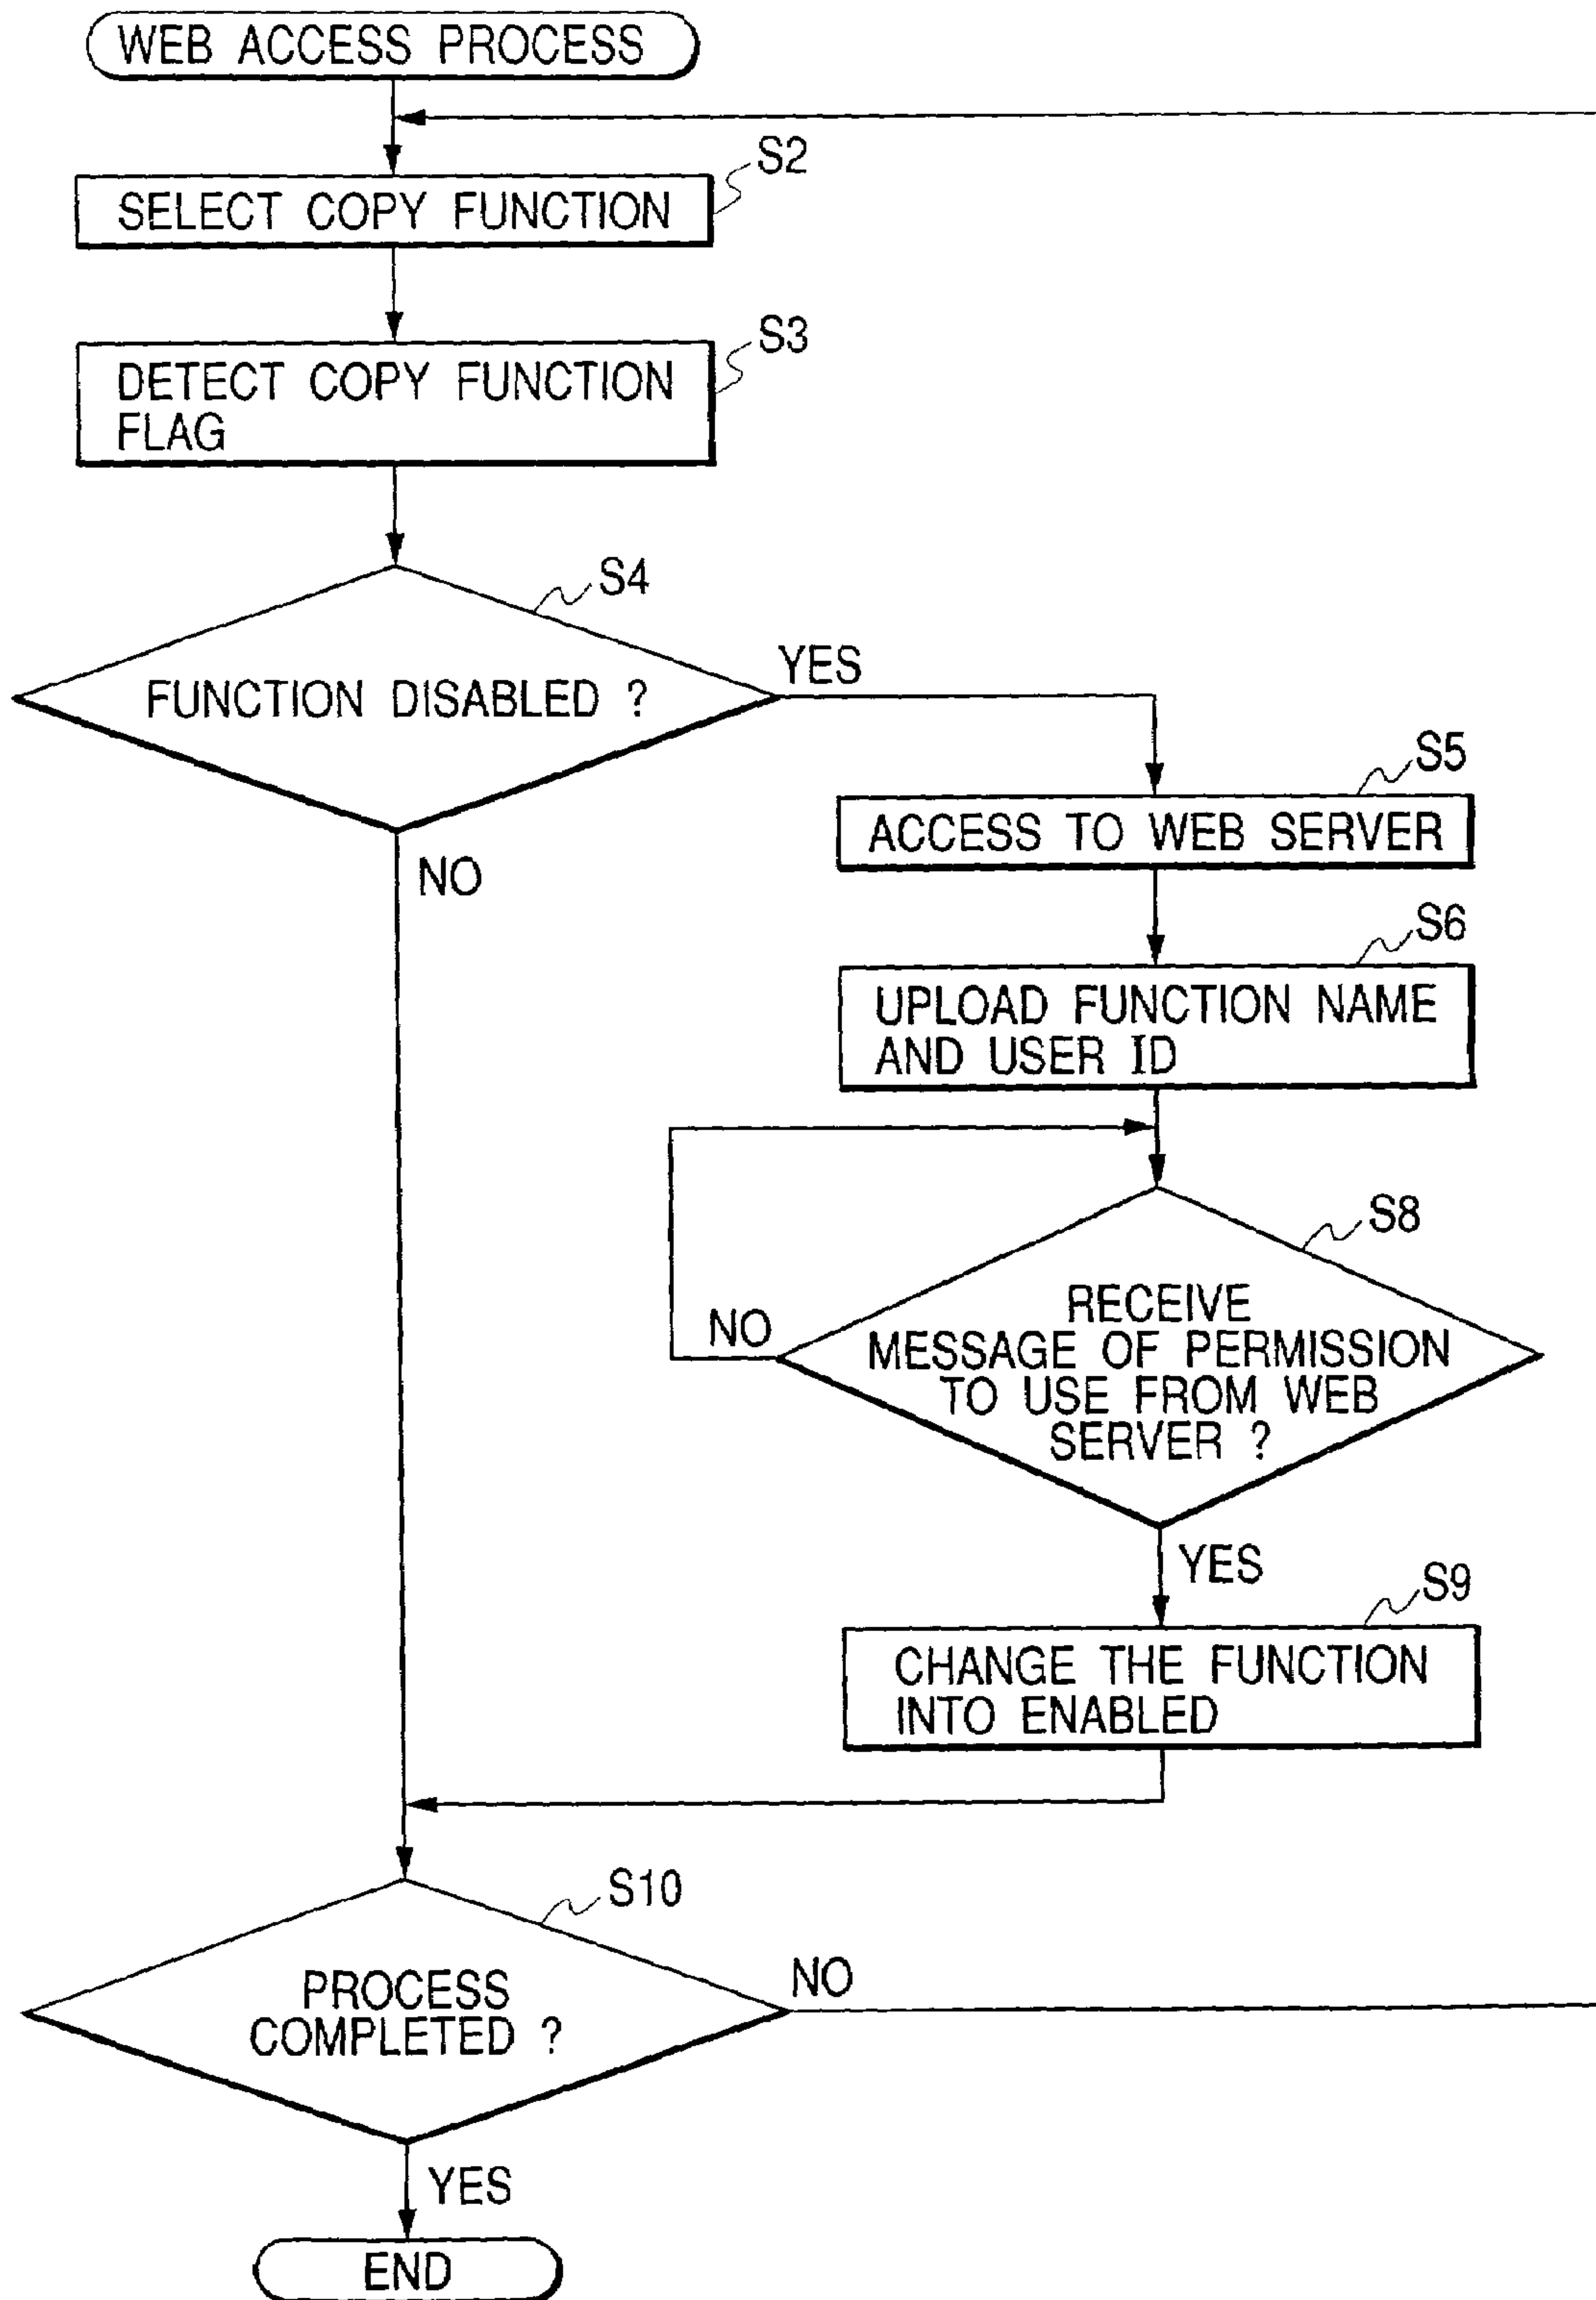 WEB ACCESS PROCESS
S2
SELECT COPY FUNCTION
S3
DETECT COPY FUNCTION
FLAG
S4
FUNCTION DISABLED ?
YES
NO
S5
ACCESS TO WEB SERVER
S6
UPLOAD FUNCTION NAME
AND USER ID
S8
RECEIVE
MESSAGE OF PERMISSION
TO USE FROM WEB
SERVER ?
NO
YES
S9
CHANGE THE FUNCTION
INTO ENABLED
S10
PROCESS
COMPLETED ?
NO
YES
END